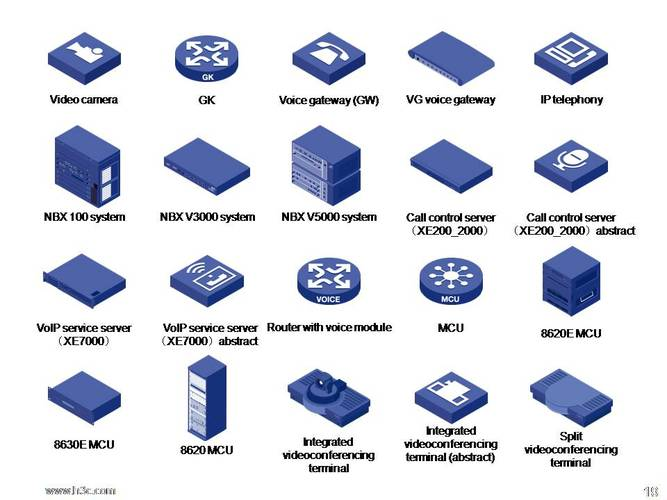 Video camera
GK
GK
Voice gateway (GW)
VG voice gateway
IP telephony
NBX 100 system
NBX V3000 system
NBX V5000 system
Call control server
（XE200_2000）
Call control server
（XE200_2000）abstract
VoIP service server
（XE7000）
VoIP service server
（XE7000）abstract
VOICE
Router with voice module
MCU
MCU
8620E MCU
8630E MCU
8620 MCU
Integrated
videoconferencing
terminal
Integrated
videoconferencing
terminal (abstract)
Split
videoconferencing
terminal
www.h3c.com